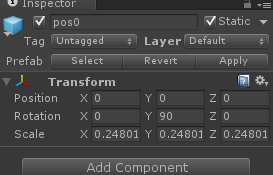 Inspector
pos0 Static
Tag Untagged Layer Default
Prefab Select Revert Apply
Transform
Position X 0 Y 0 Z 0
Rotation X 0 Y 90 Z 0
Scale X 0.24801 Y 0.24801 Z 0.24801
Add Component